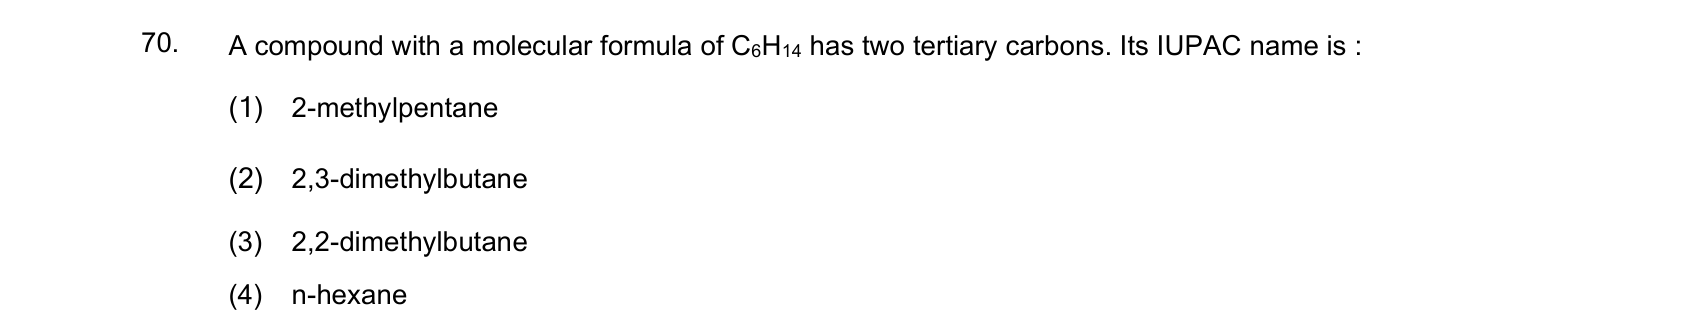 70. A compound with a molecular formula of C₆H₁₄ has two tertiary carbons. Its IUPAC name is :
(1) 2-methylpentane
(2) 2,3-dimethylbutane
(3) 2,2-dimethylbutane
(4) n-hexane